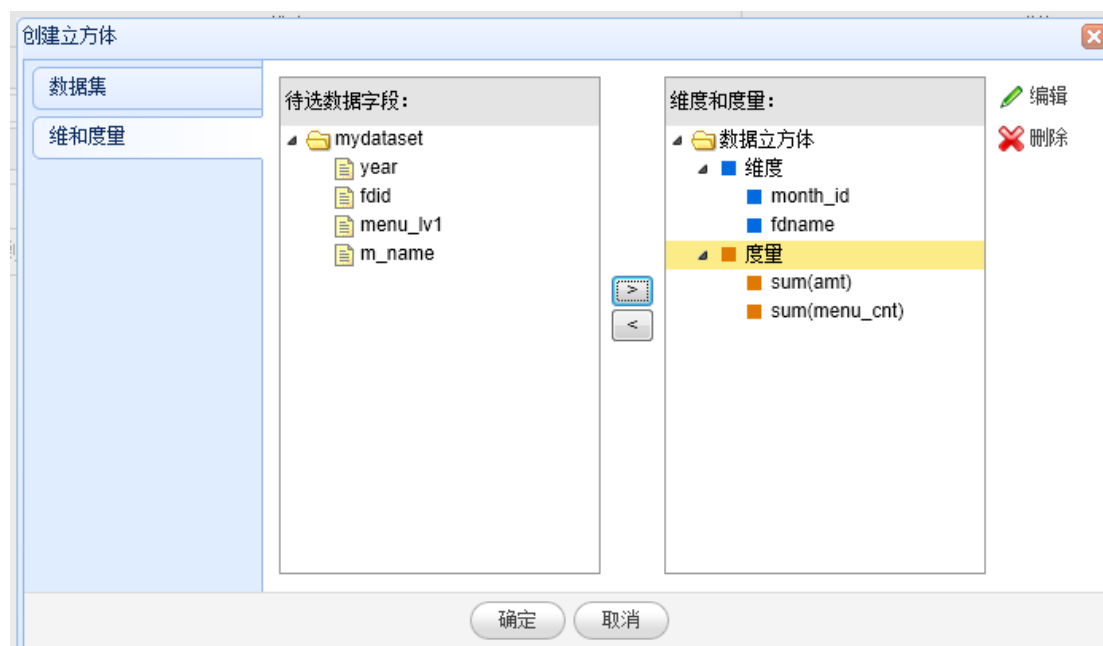 创建立方体
数据集
维和度量
待选数据字段：
mydataset
year
fdid
menu_lv1
m_name
>
<
维度和度量：
数据立方体
维度
month_id
fdname
度量
sum(amt)
sum(menu_cnt)
编辑
删除
确定
取消